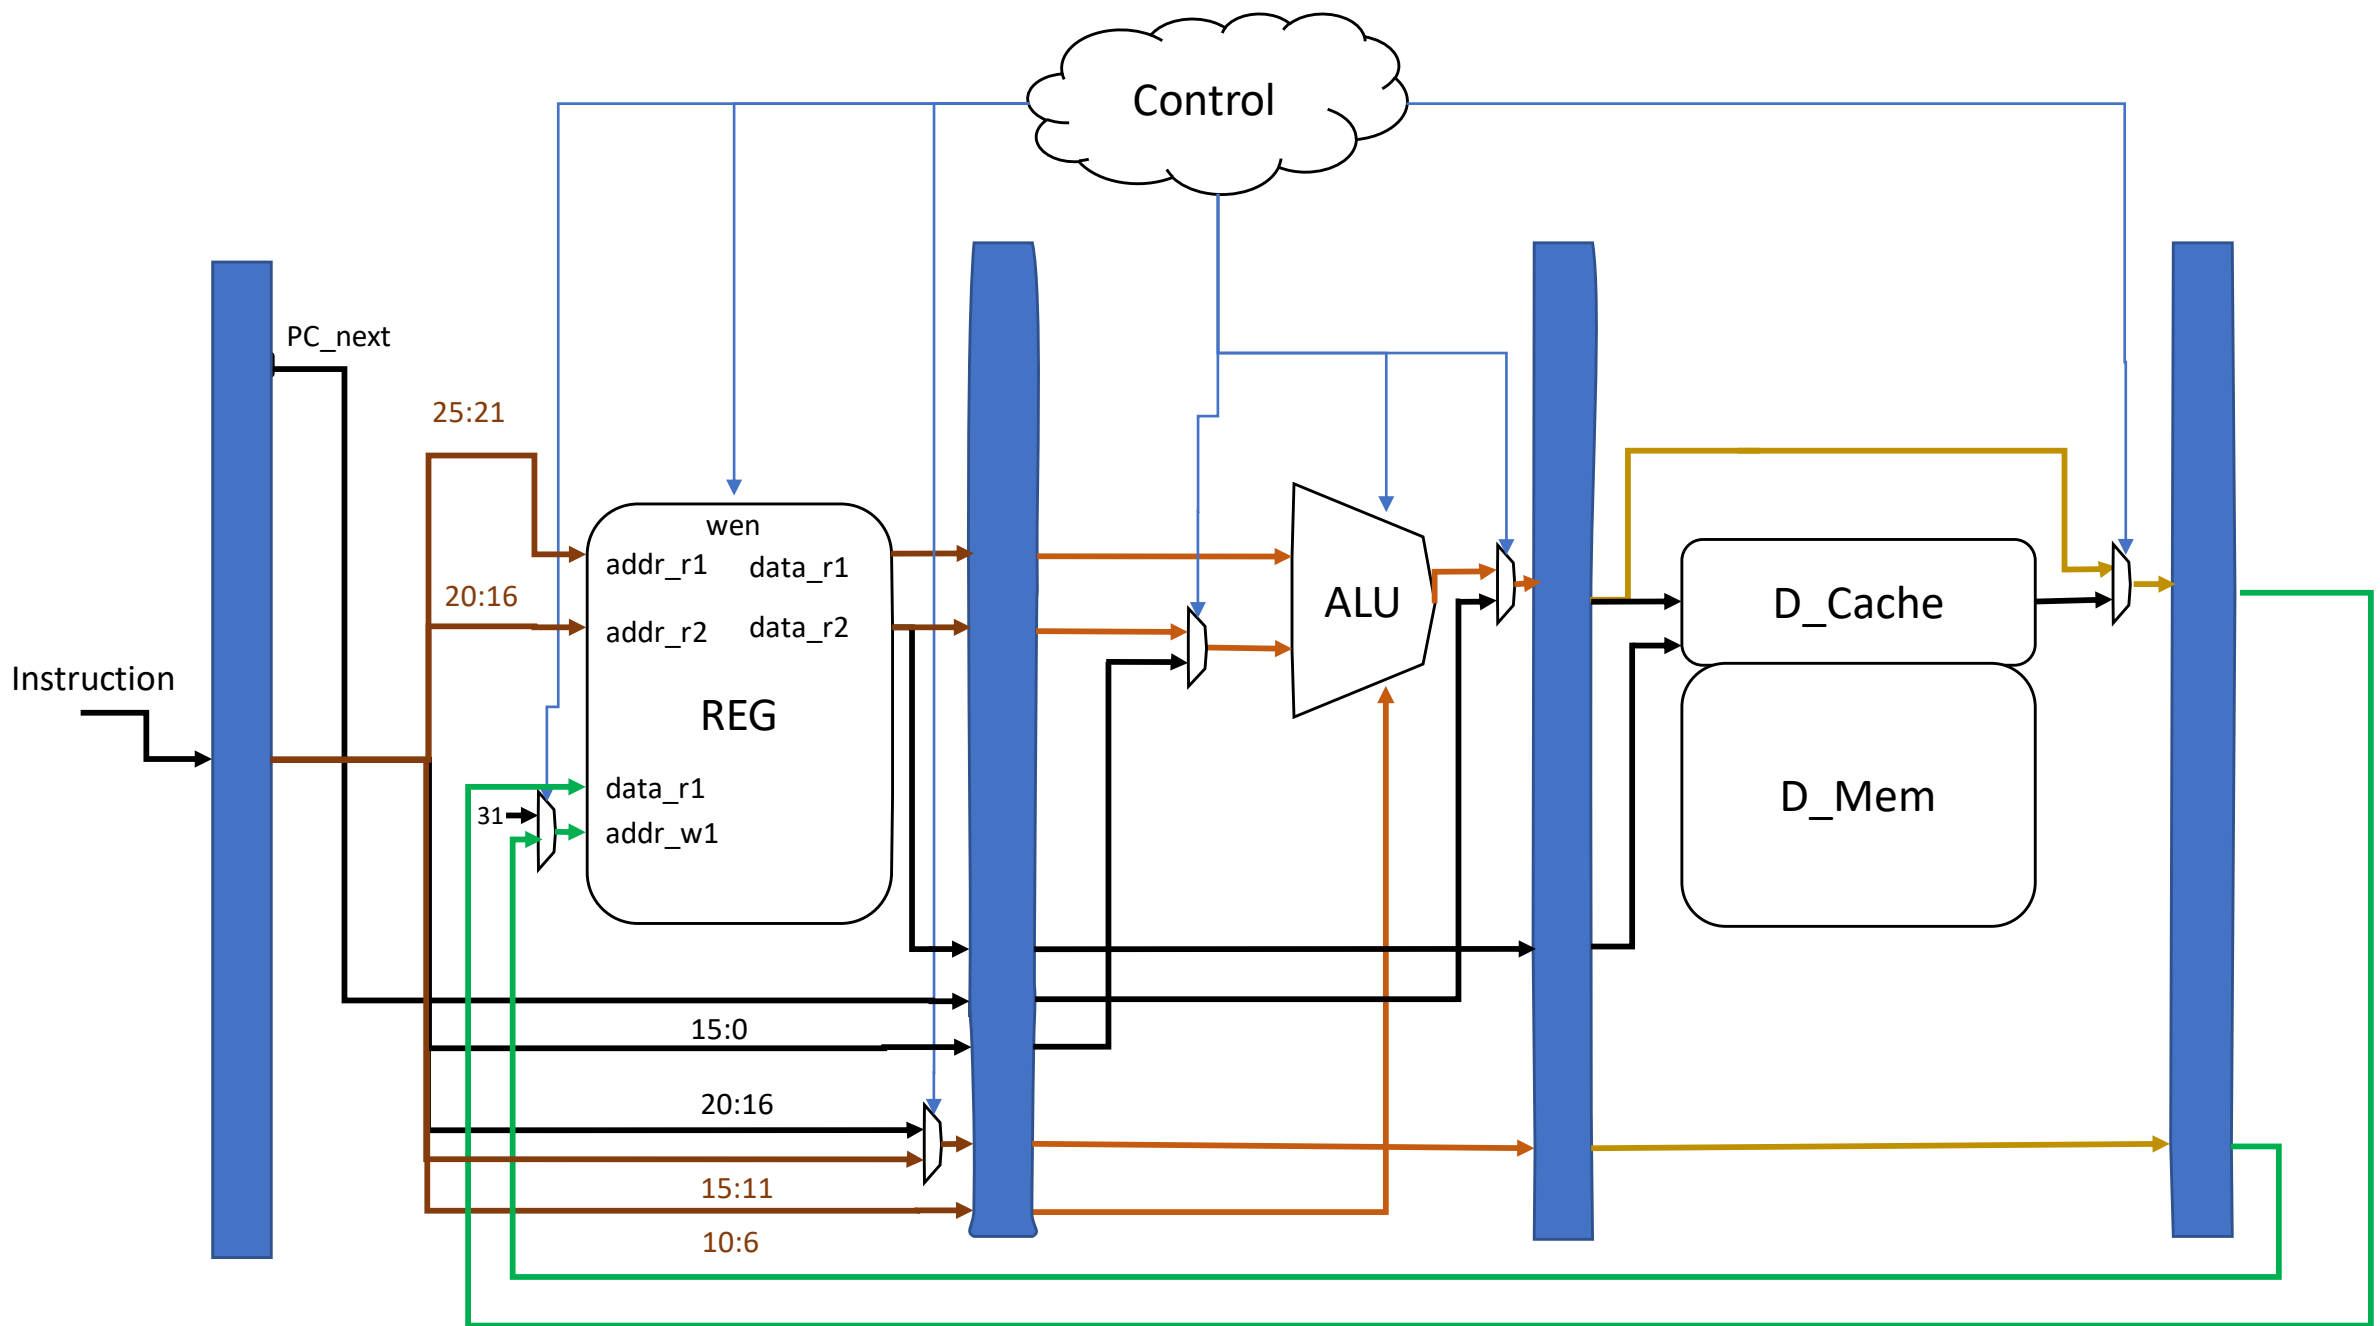 Control
PC_next
25:21
wen
addr_r1
data_r1
20:16
addr_r2
data_r2
ALU
D_Cache
Instruction
REG
data_r1
31
addr_w1
D_Mem
15:0
20:16
15:11
10:6